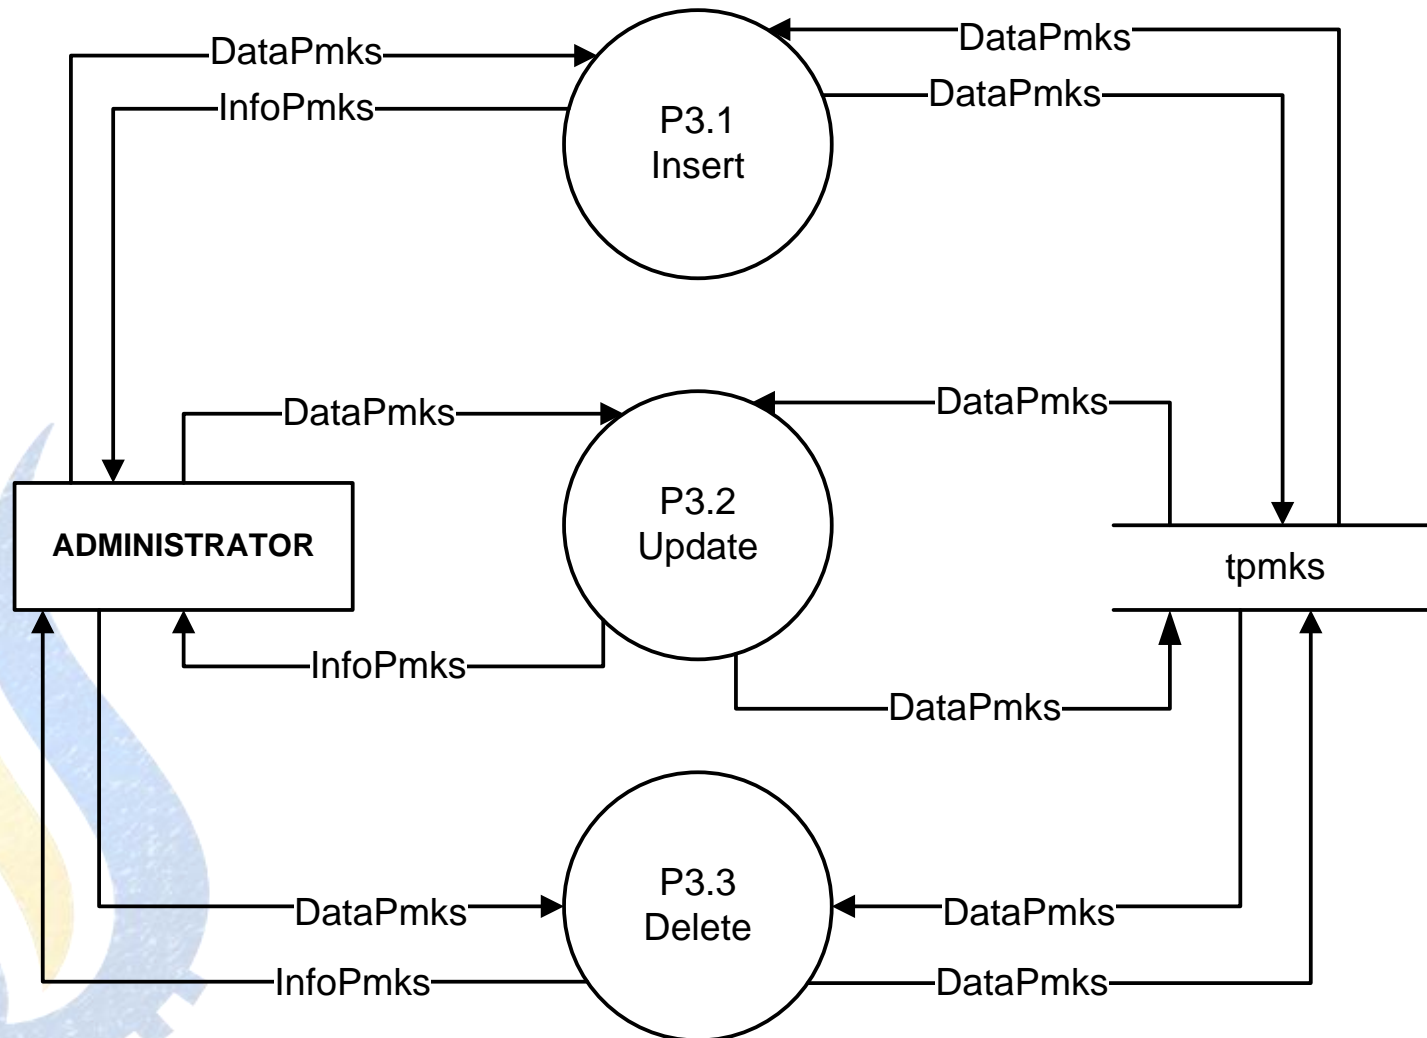 DataPmks
DataPmks
InfoPmks
DataPmks
P3.1
Insert
DataPmks
DataPmks
P3.2
Update
ADMINISTRATOR
tpmks
InfoPmks
DataPmks
P3.3
Delete
DataPmks
DataPmks
InfoPmks
DataPmks